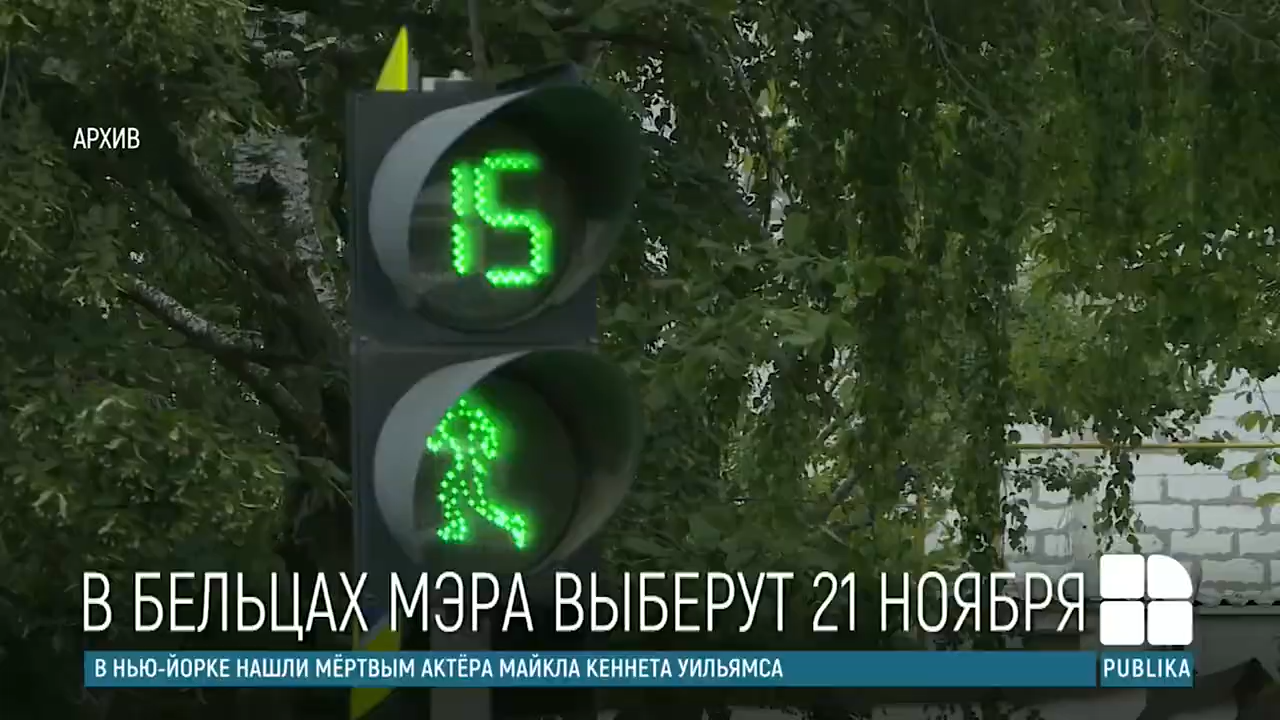 АРХИВ
15
В БЕЛЬЦАХ МЭРА ВЫБЕРУТ 21 НОЯБРЯ
В НЬЮ-ЙОРКЕ НАШЛИ МЁРТВЫМ АКТЁРА МАЙКЛА КЕННЕТА УИЛЬЯМСА
PUBLIKA